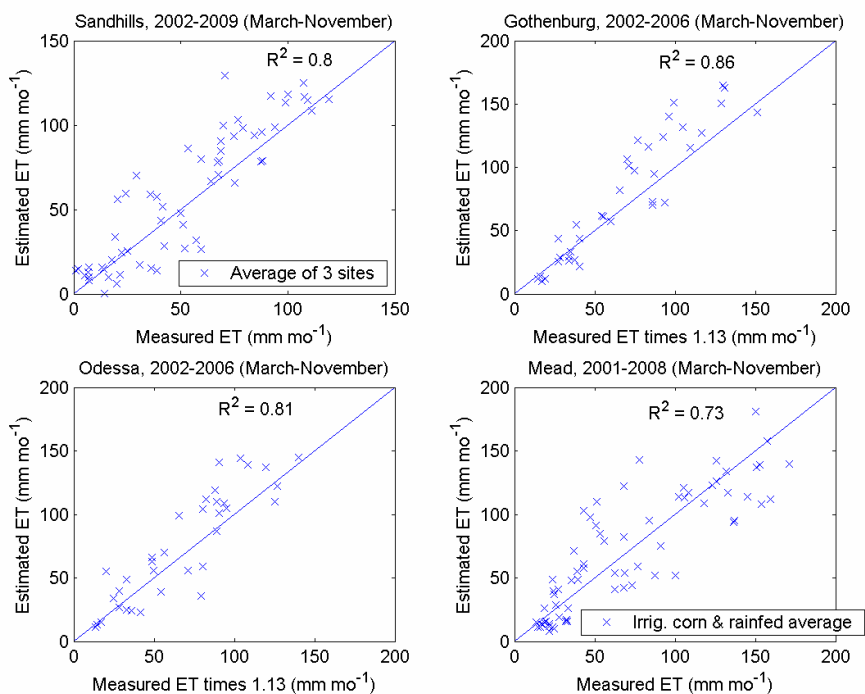 Sandhills, 2002-2009 (March-November)
R² = 0.8
Estimated ET (mm mo⁻¹)
150
100
50
0
× Average of 3 sites
0 50 100 150
Measured ET (mm mo⁻¹)
Gothenburg, 2002-2006 (March-November)
R² = 0.86
Estimated ET (mm mo⁻¹)
200
150
100
50
0
0 50 100 150 200
Measured ET times 1.13 (mm mo⁻¹)
Odessa, 2002-2006 (March-November)
R² = 0.81
Estimated ET (mm mo⁻¹)
200
150
100
50
0
0 50 100 150 200
Measured ET times 1.13 (mm mo⁻¹)
Mead, 2001-2008 (March-November)
R² = 0.73
Estimated ET (mm mo⁻¹)
200
150
100
50
0
× Irrig. corn & rainfed average
0 50 100 150 200
Measured ET (mm mo⁻¹)